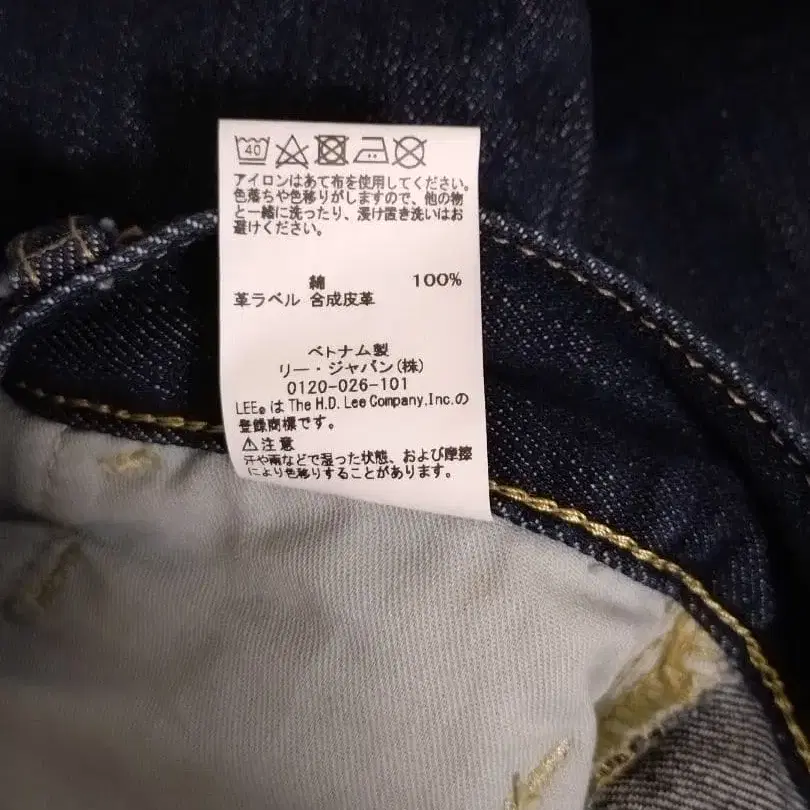 40
アイロンはあて布を使用してください。
色落ちや色移りがしますので、他の物
と一緒に洗ったり、浸け置き洗いはお
避けください。
綿 100%
革ラベル 合成皮革
ベトナム製
リー・ジャパン(株)
0120-026-101
LEE®は The H.D. Lee Company,Inc.の
登録商標です。
⚠注意
汗や雨などで湿った状態、および摩擦
により色移りすることがあります。